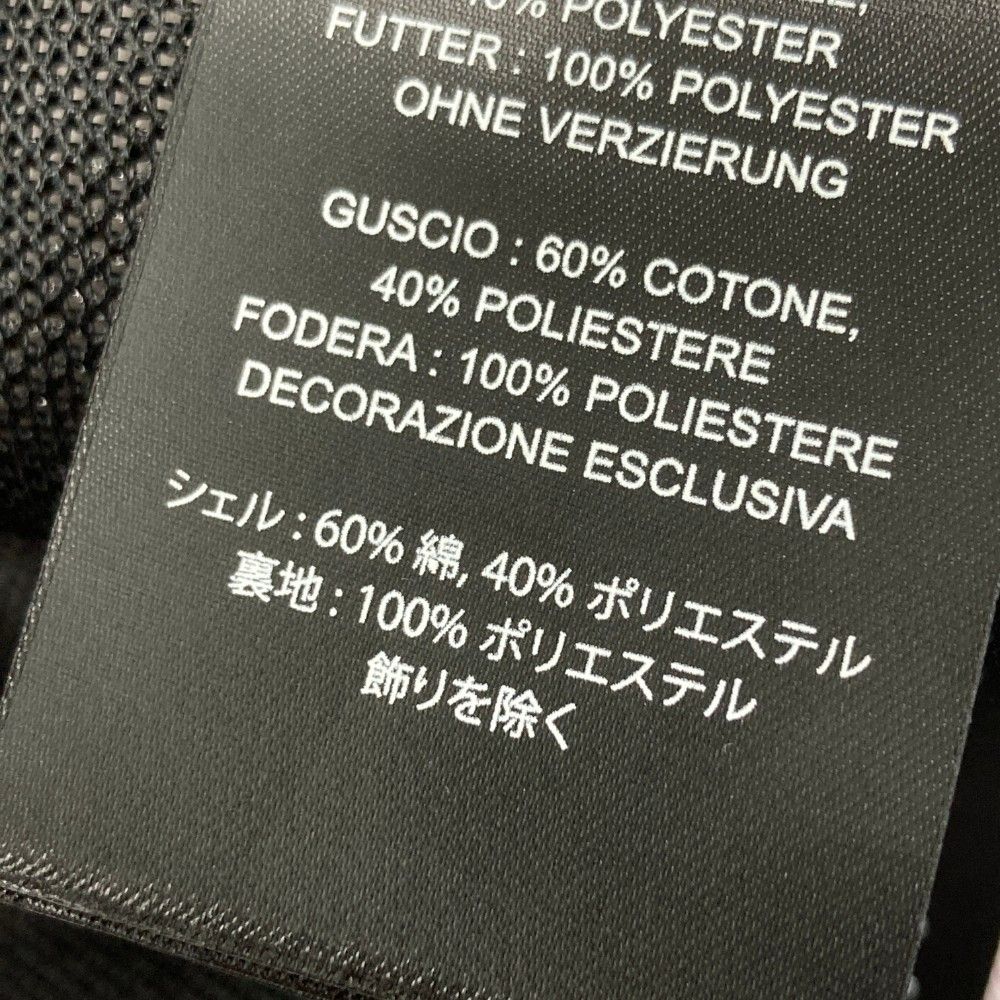 POLYESTER
FUTTER : 100% POLYESTER
OHNE VERZIERUNG
GUSCIO : 60% COTONE,
40% POLIESTERE
FODERA : 100% POLIESTERE
DECORAZIONE ESCLUSIVA
シェル : 60% 綿, 40% ポリエステル
裏地 : 100% ポリエステル
飾りを除く